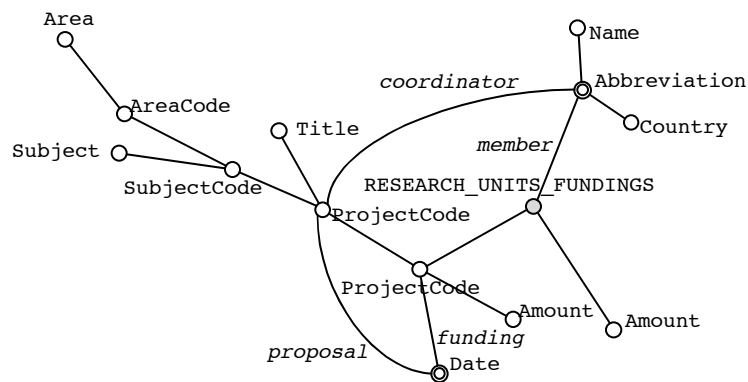 Area
Name
coordinator
Abbreviation
AreaCode
Title
Country
Subject
member
SubjectCode
RESEARCH_UNITS_FUNDINGS
ProjectCode
ProjectCode
Amount
Amount
funding
proposal
Date